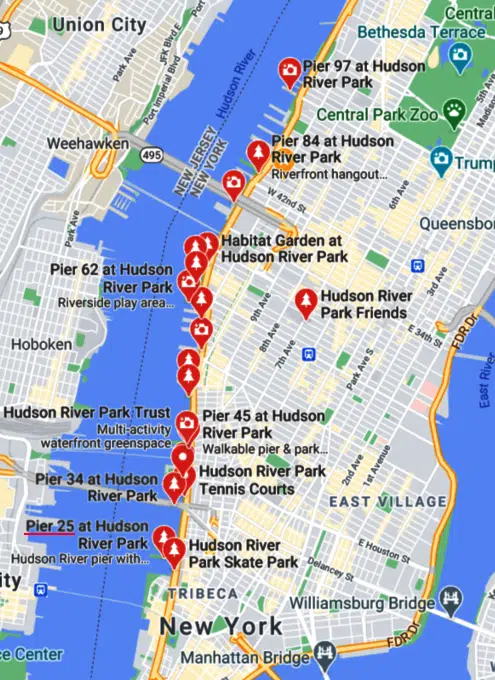 Union City
JFK Blvd E
Port Imperial Blvd
Park Ave
Hudson River
Central
Bethesda Terrace
5th Ave
Madis
Pier 97 at Hudson
River Park
Central Park Zoo
Weehawken
495
NEW JERSEY
NEW YORK
Pier 84 at Hudson
River Park
Riverfront hangout...
Trump
W 42nd St
6th Ave
Park Ave
Queensbor
Habitat Garden at
Hudson River Park
Pier 62 at Hudson
River Park
Riverside play area...
3rd Ave
Hudson River
Park Friends
9th Ave
8th Ave
7th Ave
E 34th St
FDR Dr
Hoboken
Park Ave S
East River
Hudson River Park Trust
Multi-activity
waterfront greenspace
Pier 45 at Hudson
River Park
Walkable pier & park...
2nd Ave
1st Avenue
Pier 34 at Hudson
River Park
Hudson River Park
Tennis Courts
EAST VILLAGE
Pier 25 at Hudson
River Park
Hudson River pier with...
Hudson River
Park Skate Park
E Houston St
Delancey St
ity
TRIBECA
Williamsburg Bridge
New York
FDR Dr
ce Center
Manhattan Bridge